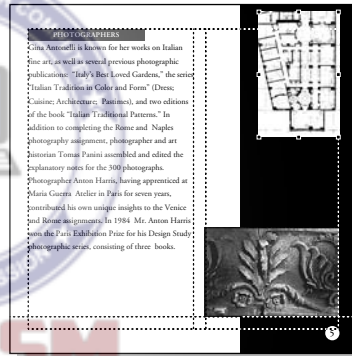 PHOTOGRAPHERS
Gina Antonelli is known for her works on Italian
fine art, as well as several previous photographic
publications: "Italy's Best Loved Gardens," the series
"Italian Tradition in Color and Form" (Dress;
Cuisine; Architecture; Pastimes), and two editions
of the book "Italian Traditional Patterns." In
addition to completing the Rome and Naples
photography assignment, photographer and art
historian Tomas Panini assembled and edited the
explanatory notes for the 300 photographs.
Photographer Anton Harris, having apprenticed at
Maria Guerra Atelier in Paris for seven years,
contributed his own unique insights to the Venice
and Rome assignments. In 1984 Mr. Anton Harris
won the Paris Exhibition Prize for his Design Study
photographic series, consisting of three books.
5